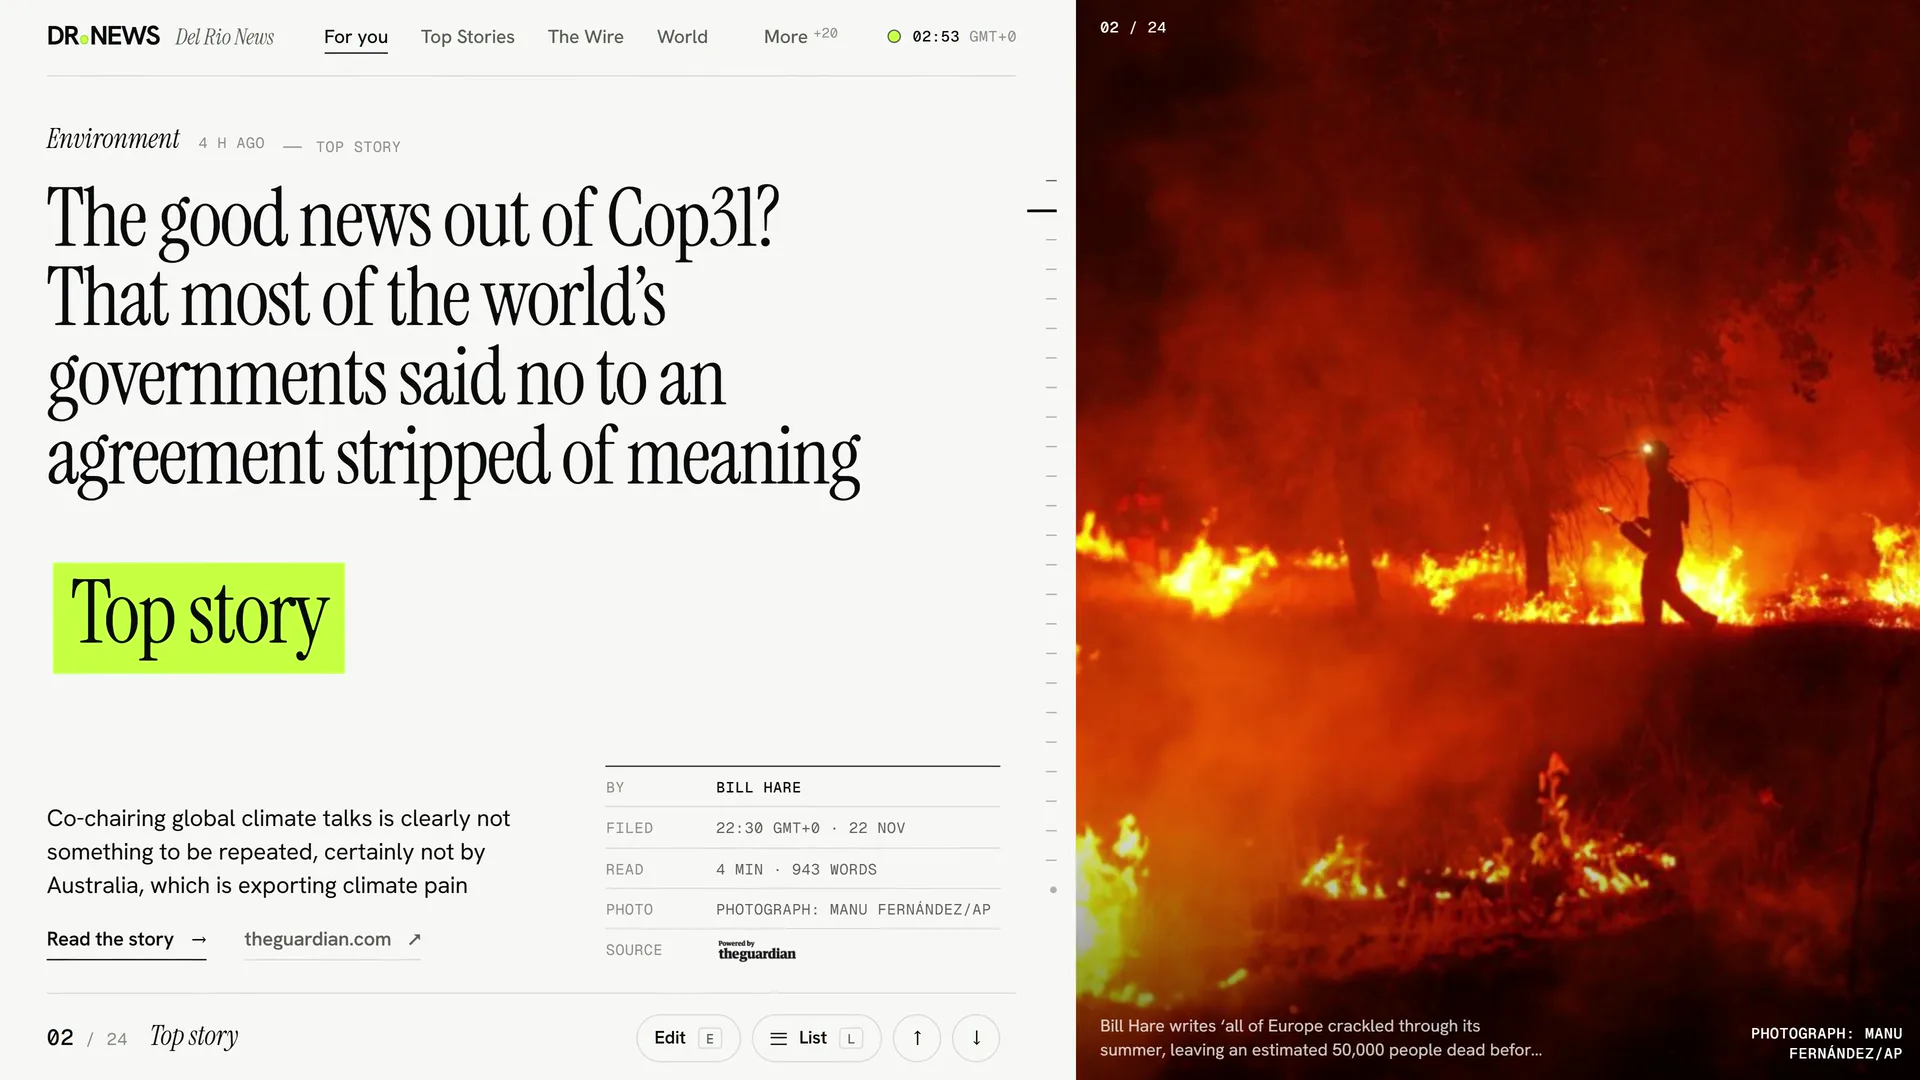 DR.NEWS Del Rio News For you Top Stories The Wire World More +20 02:53 GMT+0
02 / 24
Environment 4 H AGO — TOP STORY
The good news out of Cop31?
That most of the world’s
governments said no to an
agreement stripped of meaning
Top story
Co-chairing global climate talks is clearly not
something to be repeated, certainly not by
Australia, which is exporting climate pain
Read the story → theguardian.com ↗
BY BILL HARE
FILED 22:30 GMT+0 · 22 NOV
READ 4 MIN · 943 WORDS
PHOTO PHOTOGRAPH: MANU FERNÁNDEZ/AP
SOURCE Powered by
theguardian
02 / 24 Top story Edit E List L ↑ ↓
Bill Hare writes ‘all of Europe crackled through its
summer, leaving an estimated 50,000 people dead befor…
PHOTOGRAPH: MANU
FERNÁNDEZ/AP